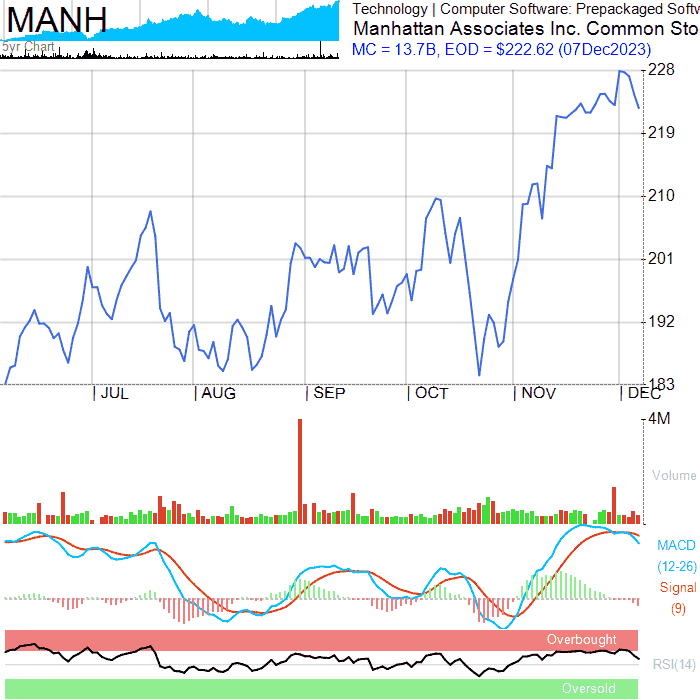 MANH
5yr Chart
Technology | Computer Software: Prepackaged Softw
Manhattan Associates Inc. Common Sto
MC = 13.7B, EOD = $222.62 (07Dec2023)
228
219
210
201
192
183
JUL AUG SEP OCT NOV DEC
4M
Volume
MACD
(12-26)
Signal
(9)
Overbought
RSI(14)
Oversold